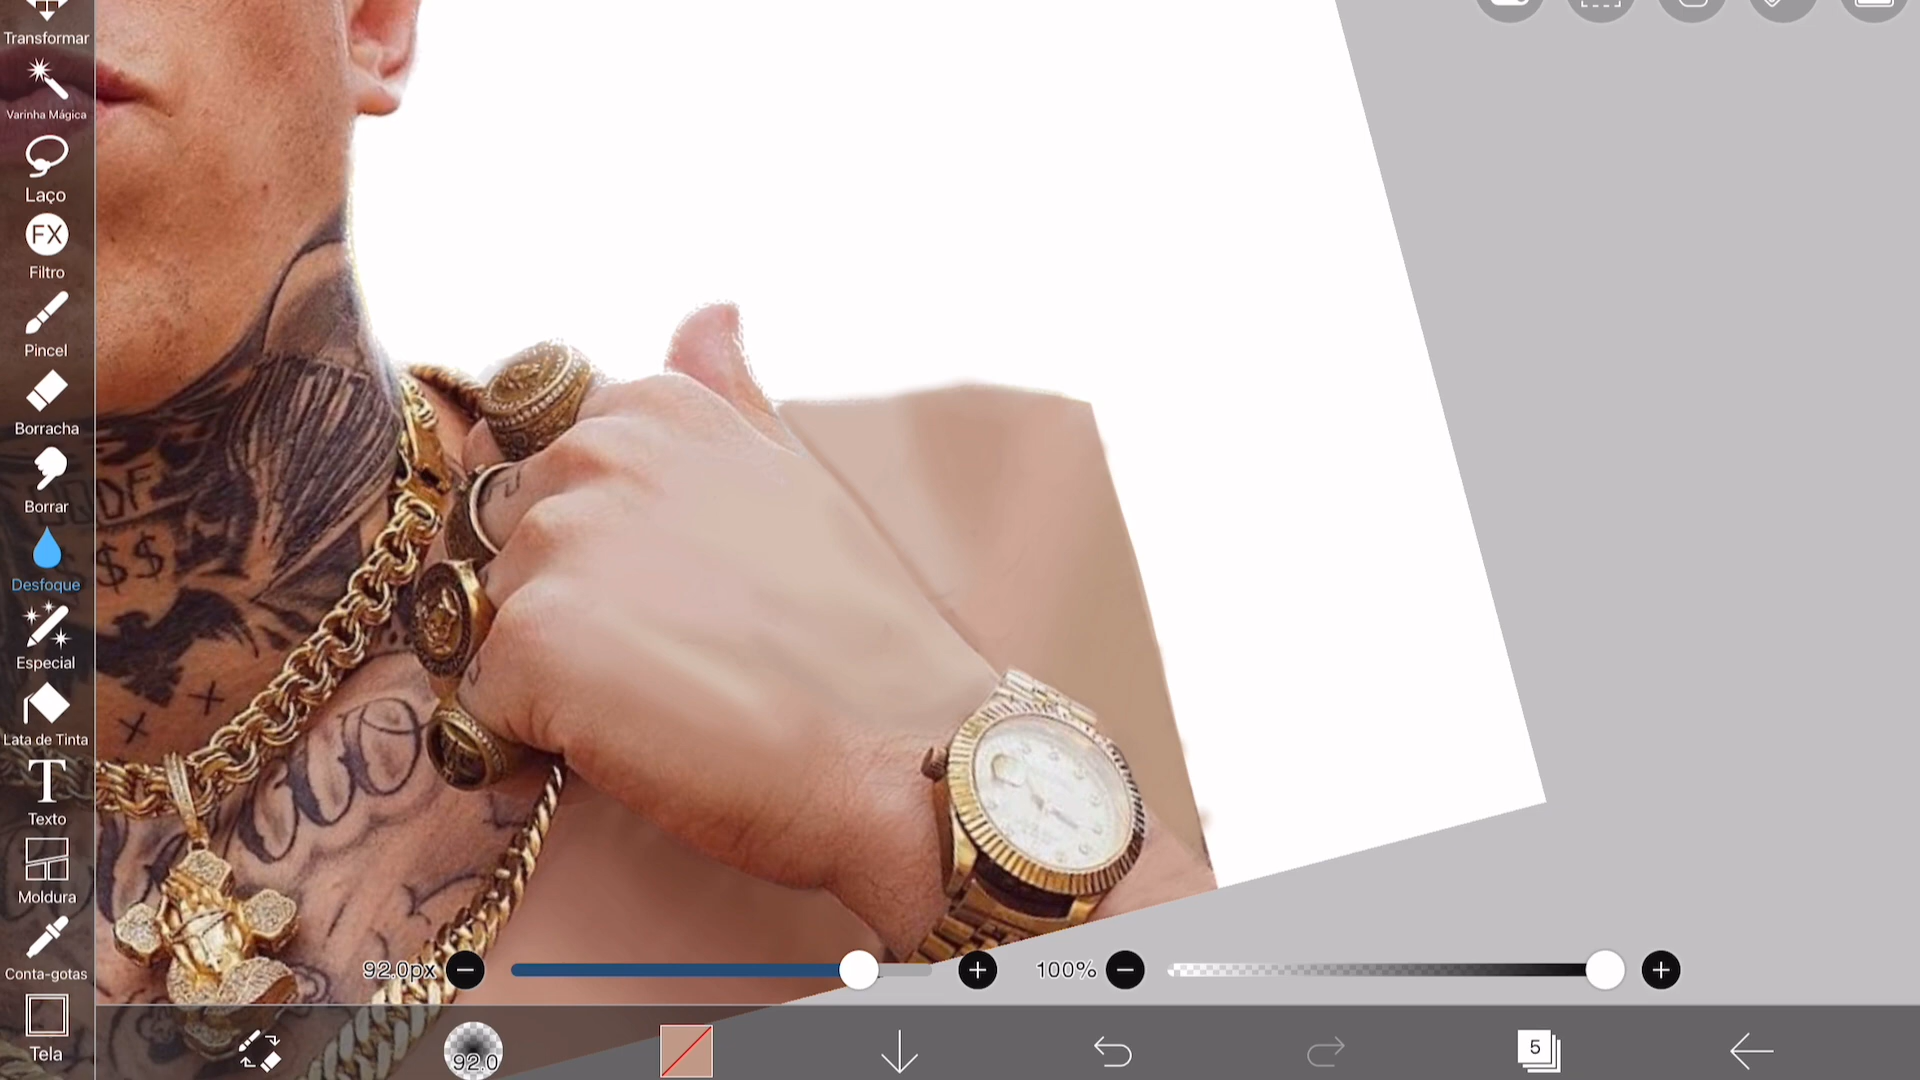 Transformar
Varinha Mágica
Laço
FX
Filtro
Pincel
Borracha
Borrar
Desfoque
Especial
Lata de Tinta
T
Texto
Moldura
Conta-gotas
Tela
$$
92.0px
100%
92.0
5